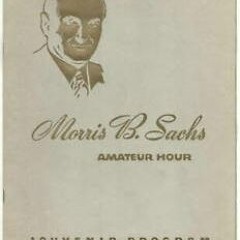 Morris B. Sachs
AMATEUR HOUR
SOUVENIR PROGRAM